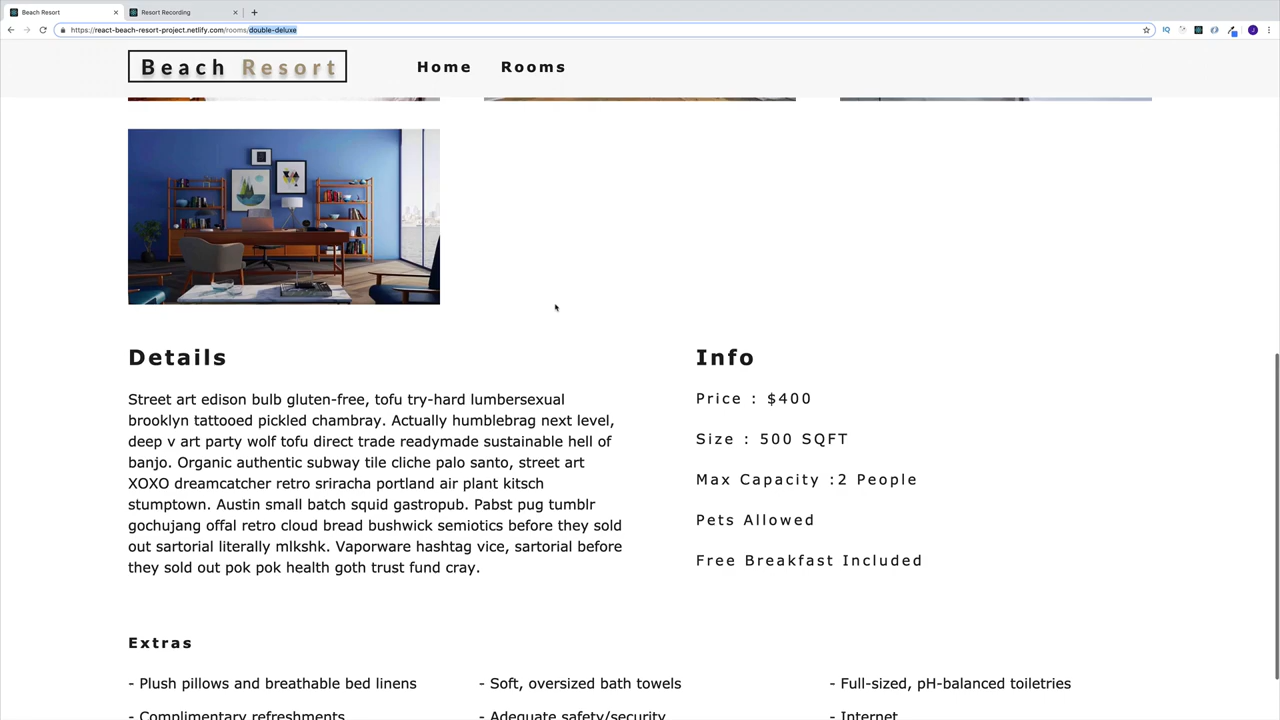 Beach Resort
Resort Recording
https://react-beach-resort-project.netlify.com/rooms/double-deluxe
Beach Resort
Home
Rooms
Details
Street art edison bulb gluten-free, tofu try-hard lumbersexual
brooklyn tattooed pickled chambray. Actually humblebrag next level,
deep v art party wolf tofu direct trade readymade sustainable hell of
banjo. Organic authentic subway tile cliche palo santo, street art
XOXO dreamcatcher retro sriracha portland air plant kitsch
stumptown. Austin small batch squid gastropub. Pabst pug tumblr
gochujang offal retro cloud bread bushwick semiotics before they sold
out sartorial literally mlkshk. Vaporware hashtag vice, sartorial before
they sold out pok pok health goth trust fund cray.
Info
Price : $400
Size : 500 SQFT
Max Capacity :2 People
Pets Allowed
Free Breakfast Included
Extras
- Plush pillows and breathable bed linens
- Soft, oversized bath towels
- Full-sized, pH-balanced toiletries
- Complimentary refreshments
- Adequate safety/security
- Internet